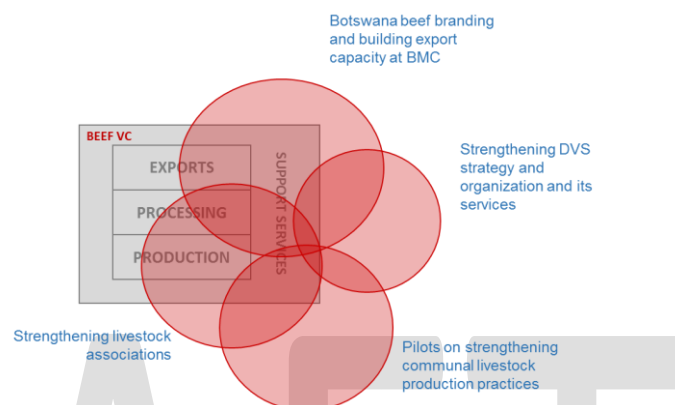 Botswana beef branding
and building export
capacity at BMC
BEEF VC
EXPORTS
PROCESSING
PRODUCTION
SUPPORT SERVICES
Strengthening DVS
strategy and
organization and its
services
Strengthening livestock
associations
Pilots on strengthening
communal livestock
production practices